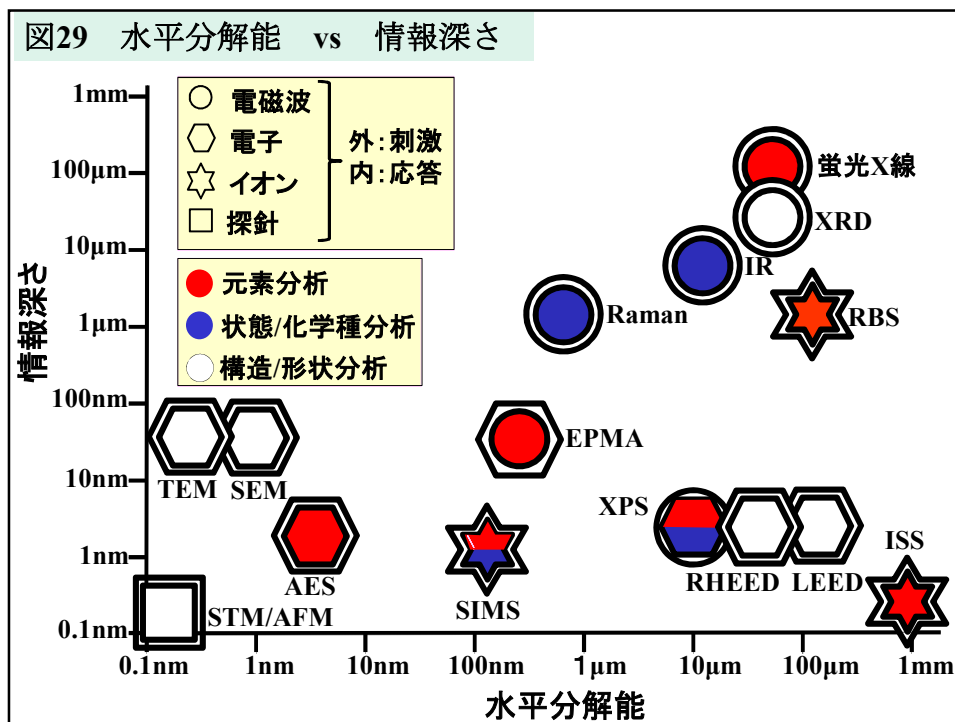 図29 水平分解能 vs 情報深さ
○ 電磁波
電子
イオン
□ 探針
外：刺激
内：応答
元素分析
状態/化学種分析
構造/形状分析
情報深さ
1mm
100μm
10μm
1μm
100nm
10nm
1nm
0.1nm
蛍光X線
XRD
IR
Raman
RBS
EPMA
TEM
SEM
XPS
AES
SIMS
RHEED
LEED
ISS
STM/AFM
0.1nm 1nm 10nm 100nm 1μm 10μm 100μm 1mm
水平分解能